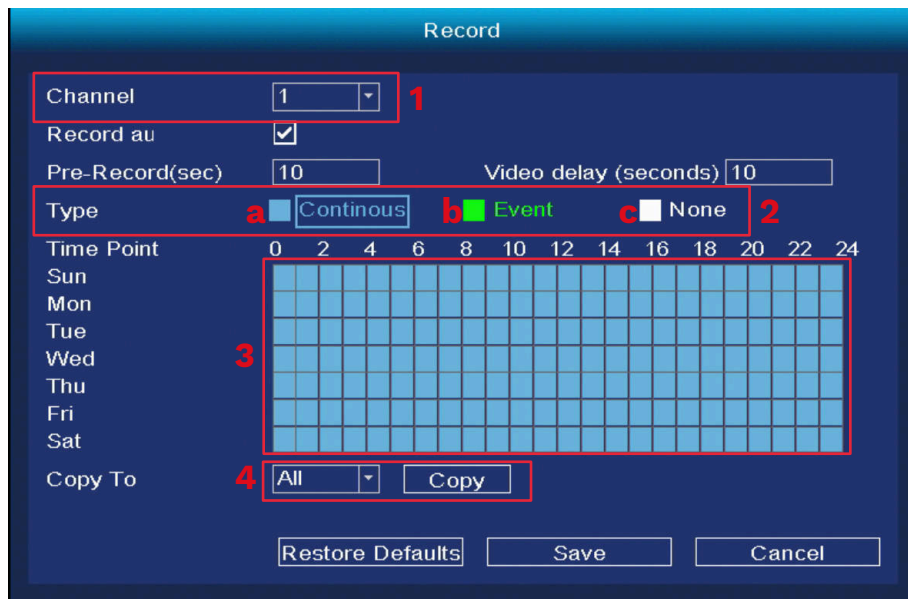 Record
Channel 1 1
Record au
Pre-Record(sec) 10 Video delay (seconds) 10
Type a Continous b Event c None 2
Time Point 0 2 4 6 8 10 12 14 16 18 20 22 24
Sun
Mon
Tue
Wed 3
Thu
Fri
Sat
Copy To 4 All Copy
Restore Defaults Save Cancel